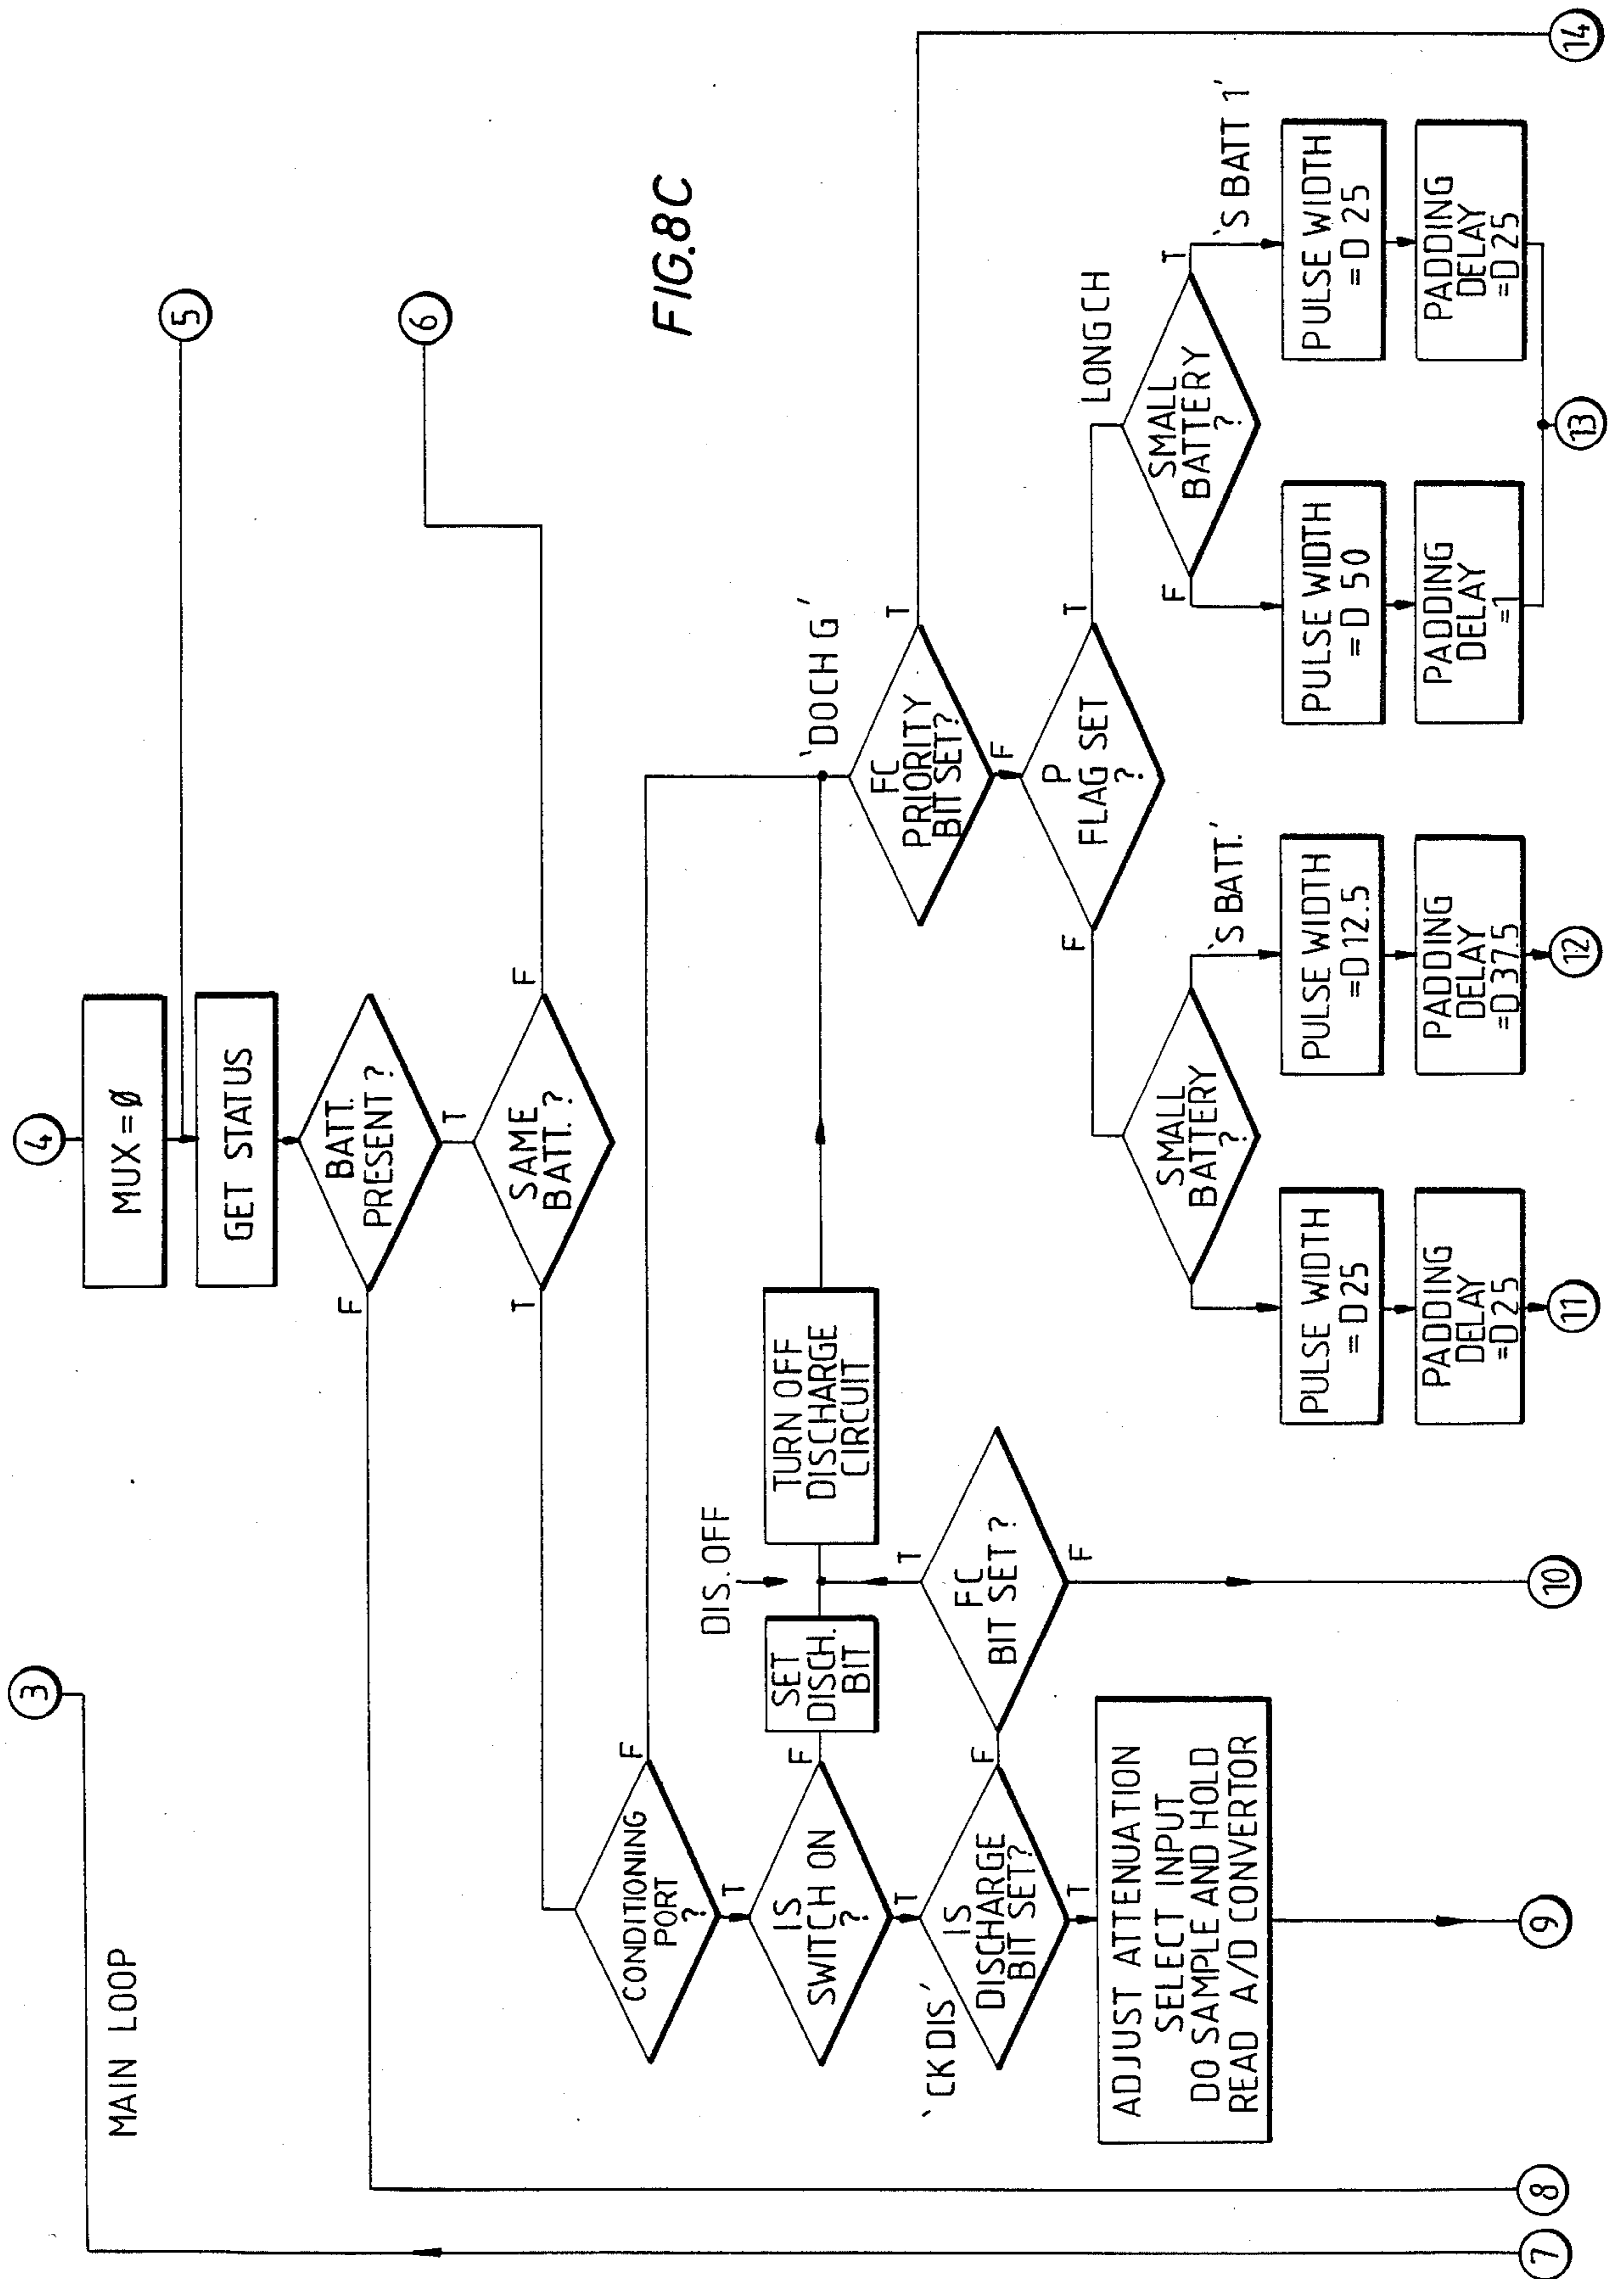 3
MAIN LOOP
4
MUX = Ø
5
GET STATUS
BATT.
PRESENT ?
F
T
6
SAME
BATT. ?
T
F
FIG.8C
CONDITIONING
PORT
?
F
T
IS
SWITCH ON
?
F
T
SET
DISCH.
BIT
DIS. OFF
TURN OFF
DISCHARGE
CIRCUIT
‵DOCH G′
‵CK DIS′
IS
DISCHARGE
BIT SET?
F
T
FC
BIT SET ?
T
F
FC
PRIORITY
BIT SET?
T
F
ADJUST ATTENUATION
SELECT INPUT
DO SAMPLE AND HOLD
READ A/D CONVERTOR
P
FLAG SET
?
F
T
SMALL
BATTERY
?
‵S BATT.′
LONG CH
SMALL
BATTERY
?
F
T
‵S BATT 1′
PULSE WIDTH
= D 25
PULSE WIDTH
= D 12.5
PULSE WIDTH
= D 50
PULSE WIDTH
= D 25
PADDING
DELAY
= D 25
PADDING
DELAY
= D 37.5
PADDING
DELAY
= 1
PADDING
DELAY
= D 25
7
8
9
10
11
12
13
14